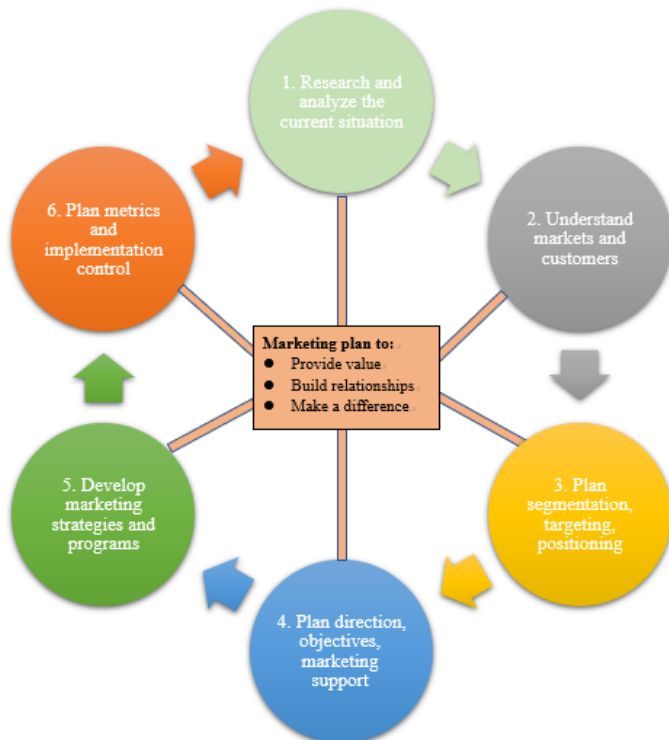 1. Research and
analyze the
current situation
2. Understand
markets and
customers
3. Plan
segmentation,
targeting,
positioning
4. Plan direction,
objectives,
marketing
support
5. Develop
marketing
strategies and
programs
6. Plan metrics
and
implementation
control
Marketing plan to:
● Provide value
● Build relationships
● Make a difference